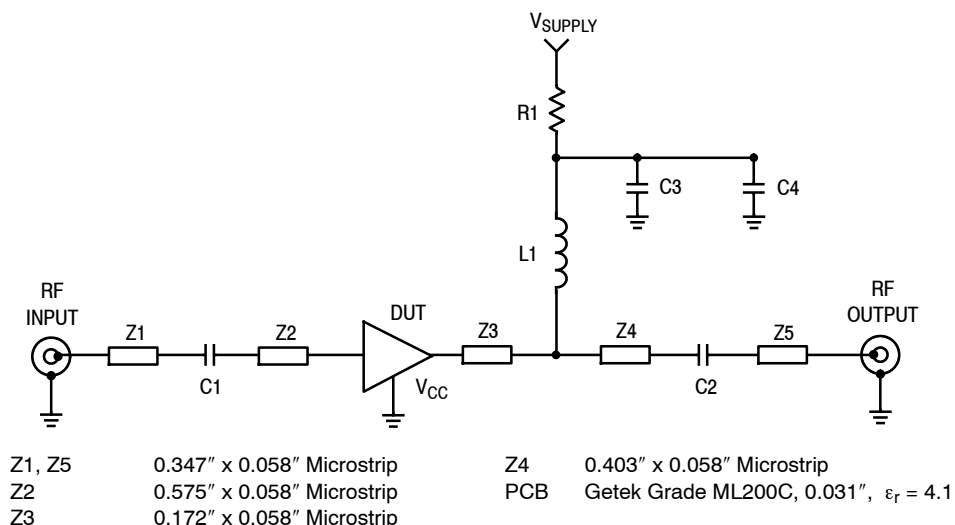 VSUPPLY
R1
C3
C4
L1
RF
INPUT
Z1
C1
Z2
DUT
VCC
Z3
Z4
C2
Z5
RF
OUTPUT
Z1, Z5 0.347″ x 0.058″ Microstrip
Z2 0.575″ x 0.058″ Microstrip
Z3 0.172″ x 0.058″ Microstrip
Z4 0.403″ x 0.058″ Microstrip
PCB Getek Grade ML200C, 0.031″, εr = 4.1